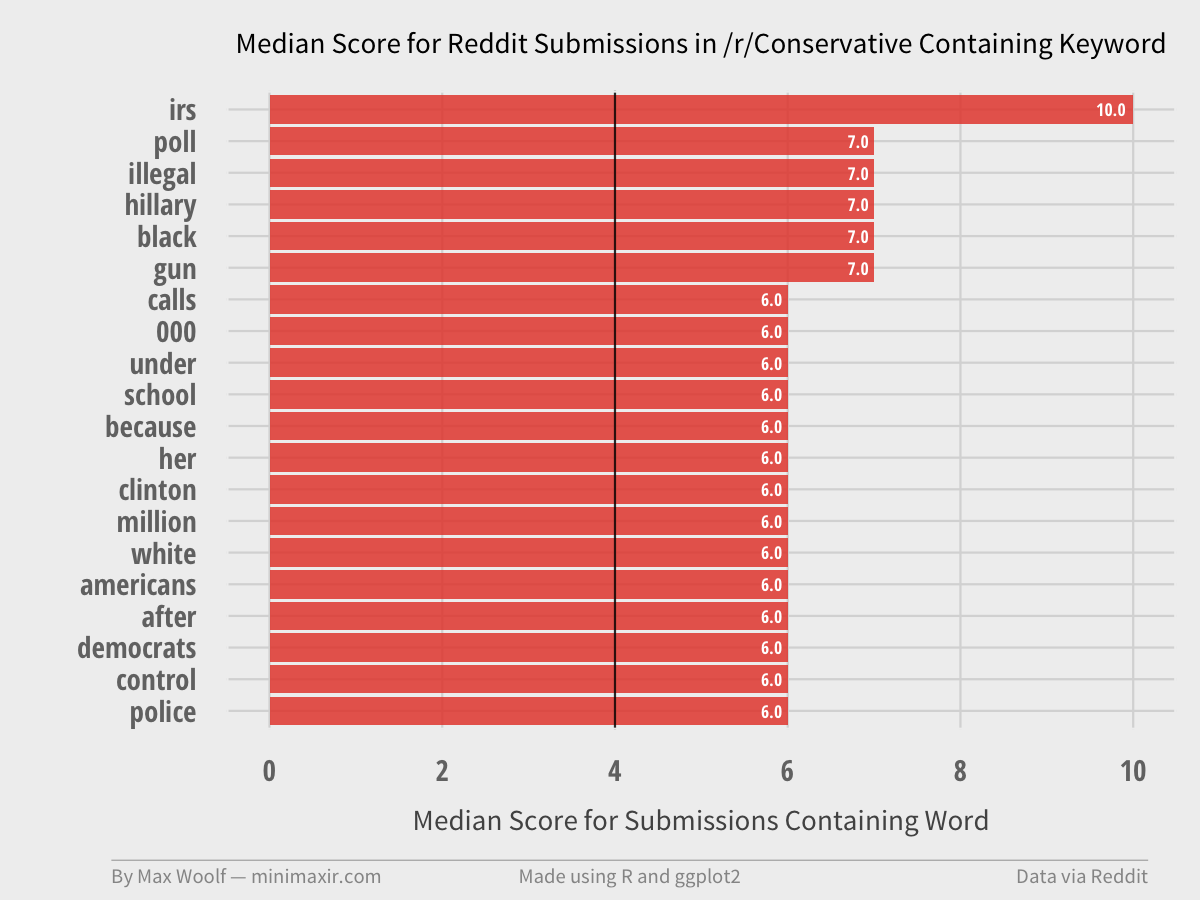 Median Score for Reddit Submissions in /r/Conservative Containing Keyword
irs 10.0
poll 7.0
illegal 7.0
hillary 7.0
black 7.0
gun 7.0
calls 6.0
000 6.0
under 6.0
school 6.0
because 6.0
her 6.0
clinton 6.0
million 6.0
white 6.0
americans 6.0
after 6.0
democrats 6.0
control 6.0
police 6.0
0 2 4 6 8 10
Median Score for Submissions Containing Word
By Max Woolf — minimaxir.com Made using R and ggplot2 Data via Reddit